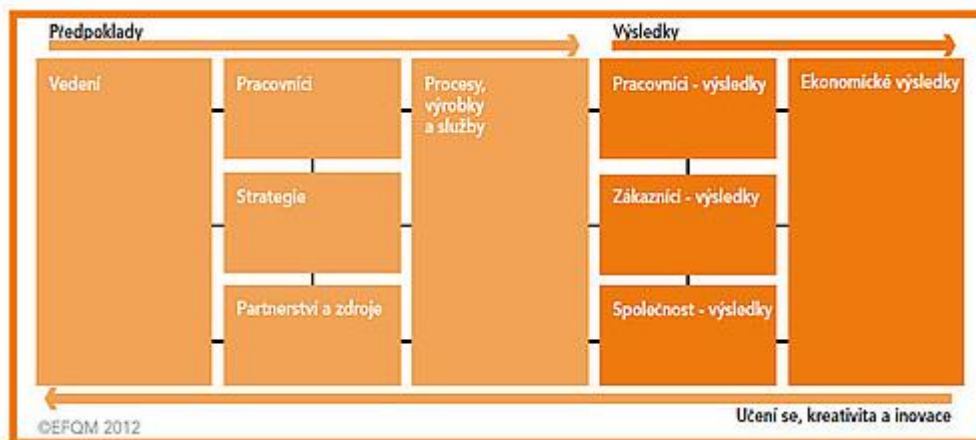 Předpoklady
Výsledky
Vedení
Pracovníci
Procesy,
výrobky
a služby
Pracovníci - výsledky
Ekonomické výsledky
Strategie
Zákazníci - výsledky
Partnerství a zdroje
Společnost - výsledky
Učení se, kreativita a inovace
©EFQM 2012